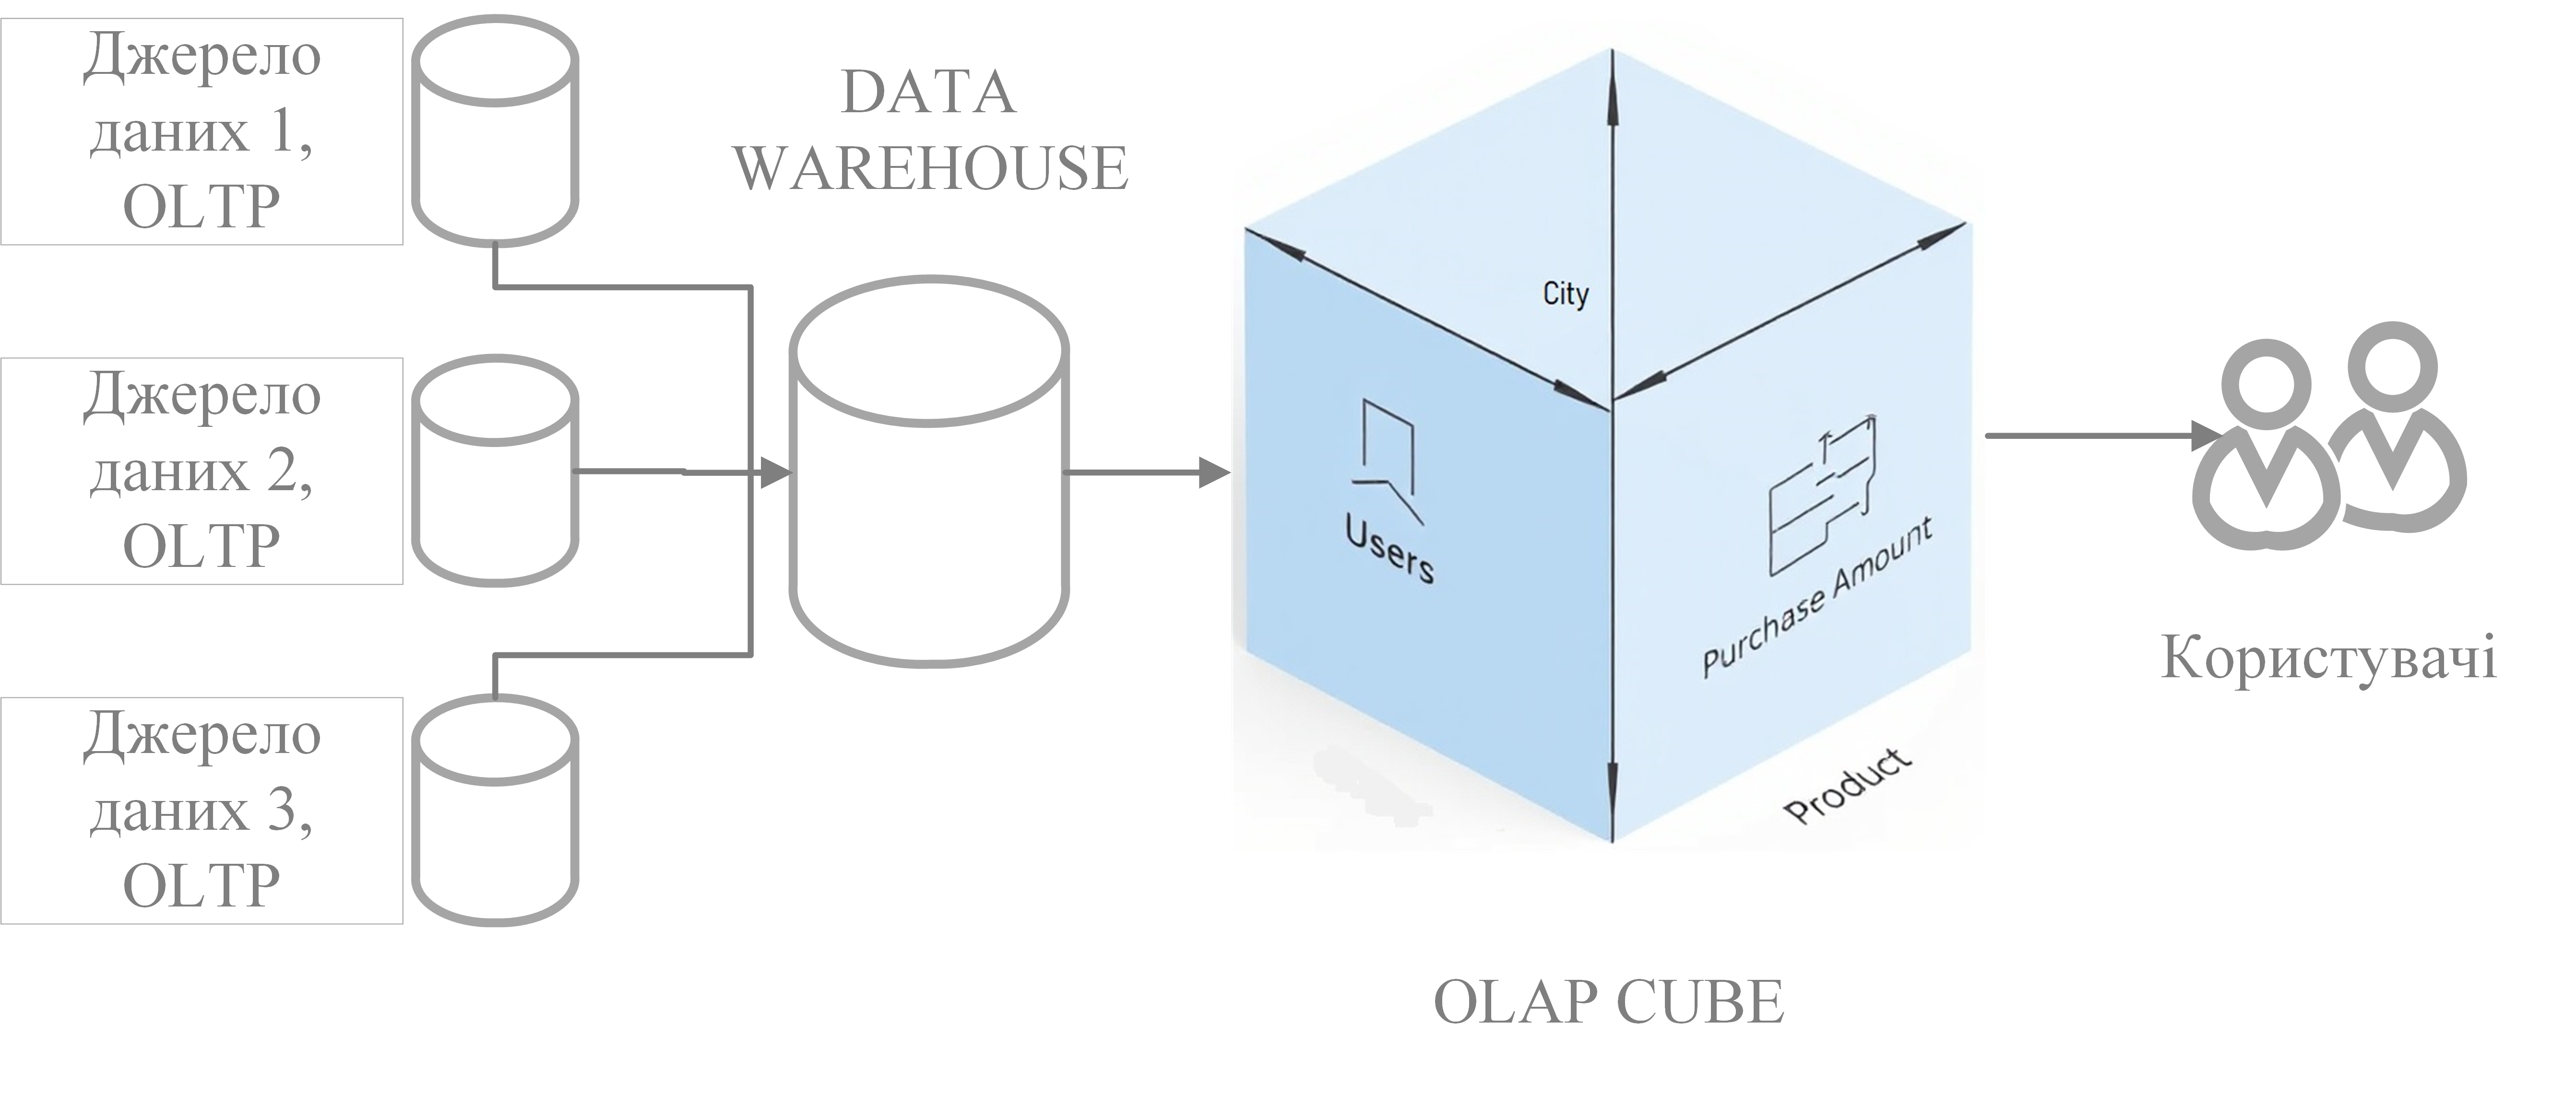 Джерело
даних 1,
OLTP
Джерело
даних 2,
OLTP
Джерело
даних 3,
OLTP
DATA
WAREHOUSE
City
Users
Purchase Amount
Product
OLAP CUBE
Користувачі